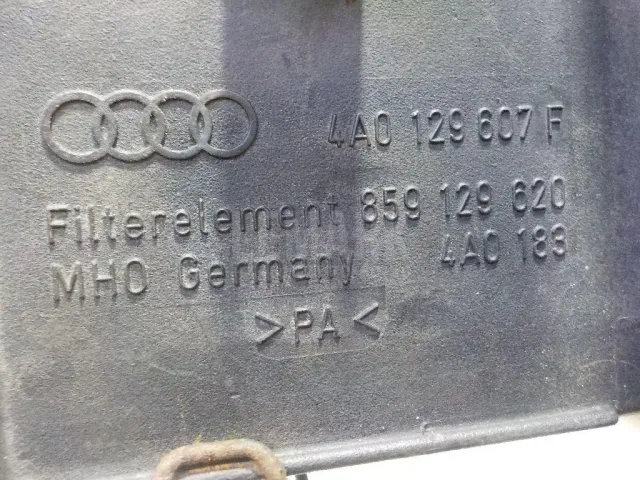 4A0 129 607 F
Filterelement 859 129 620
MHO Germany 4A0 183
>PA<